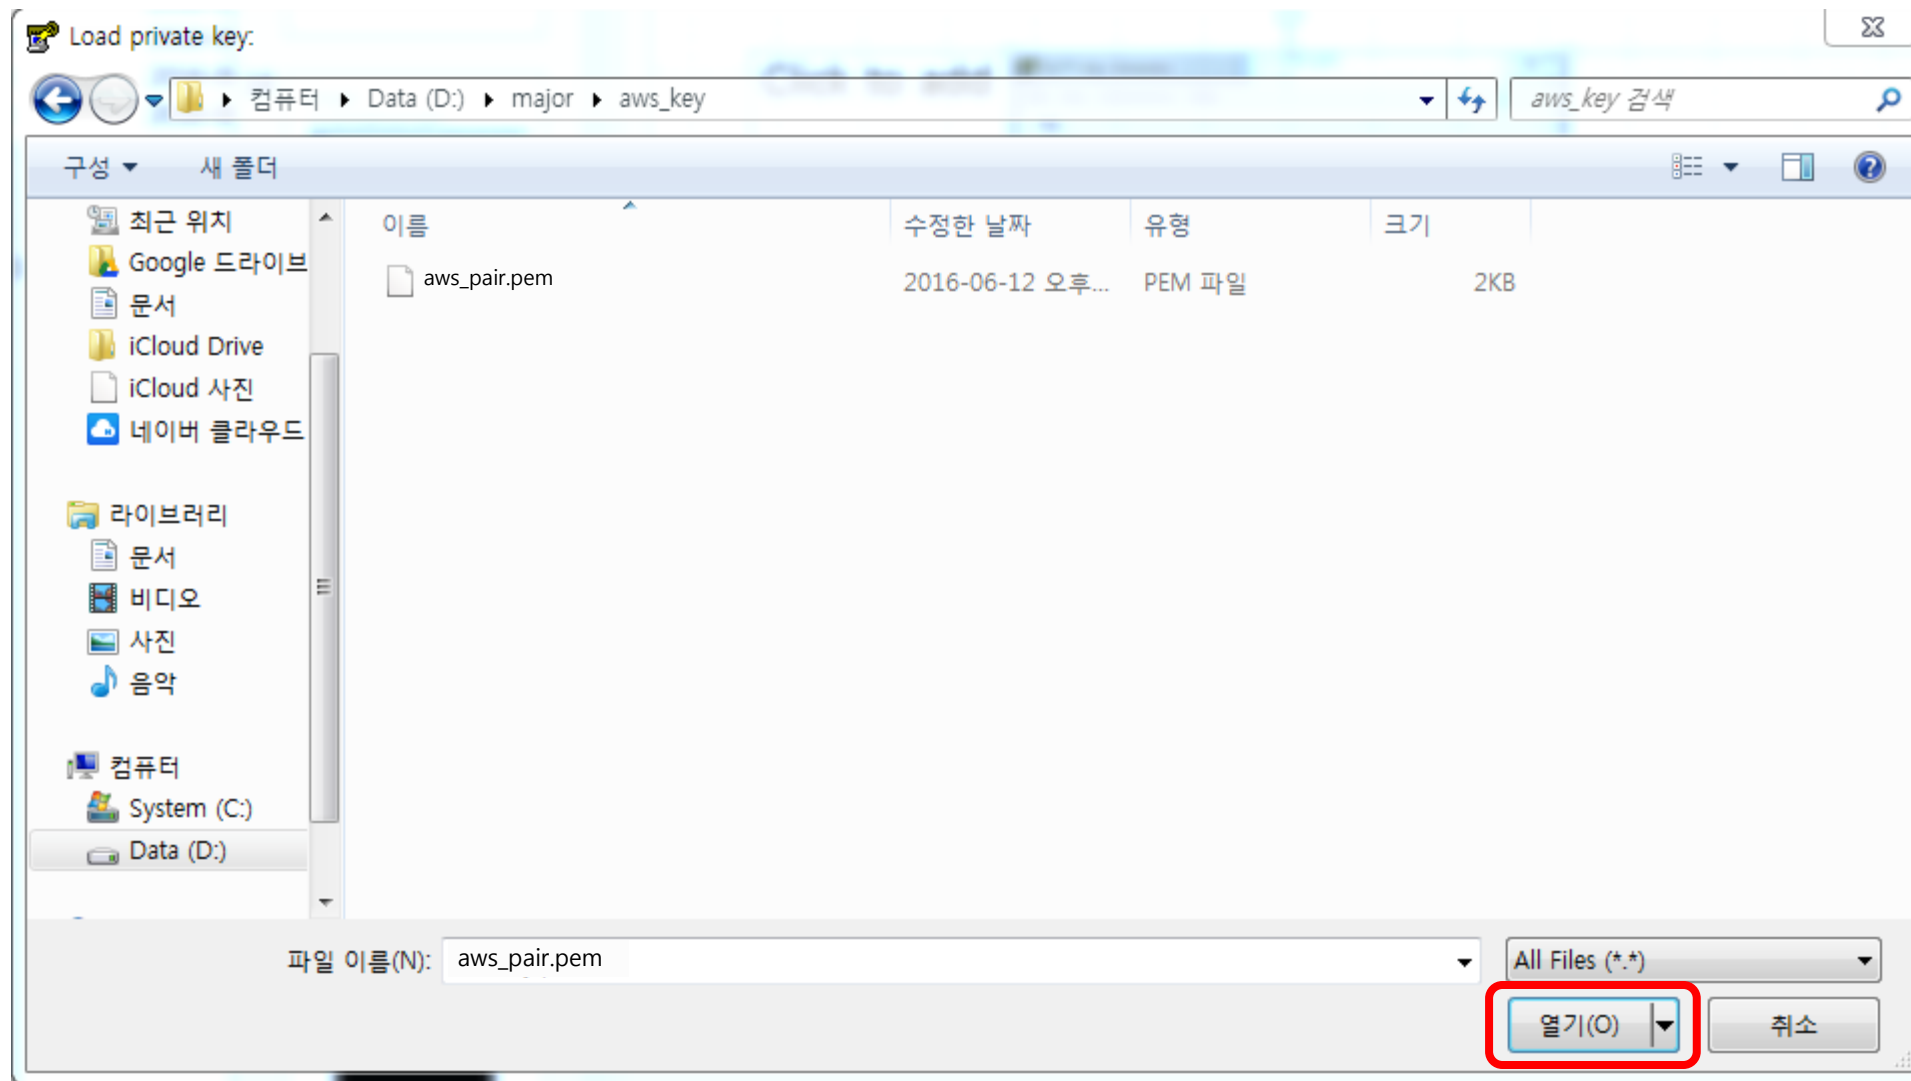 Load private key:
컴퓨터 Data (D:) major aws_key
aws_key 검색
구성 새 폴더
이름 수정한 날짜 유형 크기
aws_pair.pem 2016-06-12 오후... PEM 파일 2KB
최근 위치
Google 드라이브
문서
iCloud Drive
iCloud 사진
네이버 클라우드
라이브러리
문서
비디오
사진
음악
컴퓨터
System (C:)
Data (D:)
파일 이름(N): aws_pair.pem All Files (*.*)
열기(O) 취소
Click to add